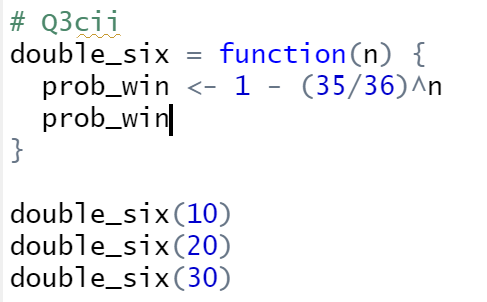 # Q3cii
double_six = function(n) {
  prob_win <- 1 - (35/36)^n
  prob_win
}
double_six(10)
double_six(20)
double_six(30)